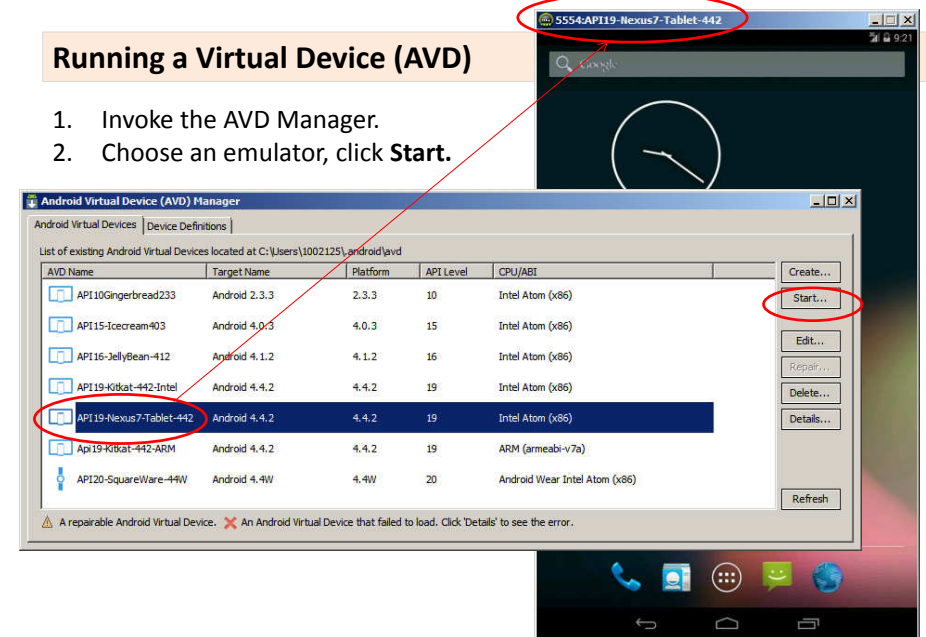 5554:API19-Nexus7-Tablet-442
9:21
Google
Running a Virtual Device (AVD)
1. Invoke the AVD Manager.
2. Choose an emulator, click Start.
Android Virtual Device (AVD) Manager
Android Virtual Devices Device Definitions
List of existing Android Virtual Devices located at C:\Users\1002125\.android\avd
AVD Name Target Name Platform API Level CPU/ABI
API10Gingerbread233 Android 2.3.3 2.3.3 10 Intel Atom (x86)
API15-Icecream403 Android 4.0.3 4.0.3 15 Intel Atom (x86)
API16-JellyBean-412 Android 4.1.2 4.1.2 16 Intel Atom (x86)
API19-Kitkat-442-Intel Android 4.4.2 4.4.2 19 Intel Atom (x86)
API19-Nexus7-Tablet-442 Android 4.4.2 4.4.2 19 Intel Atom (x86)
Api19-Kitkat-442-ARM Android 4.4.2 4.4.2 19 ARM (armeabi-v7a)
API20-SquareWare-44W Android 4.4W 4.4W 20 Android Wear Intel Atom (x86)
Create...
Start...
Edit...
Repair...
Delete...
Details...
Refresh
A repairable Android Virtual Device. An Android Virtual Device that failed to load. Click 'Details' to see the error.